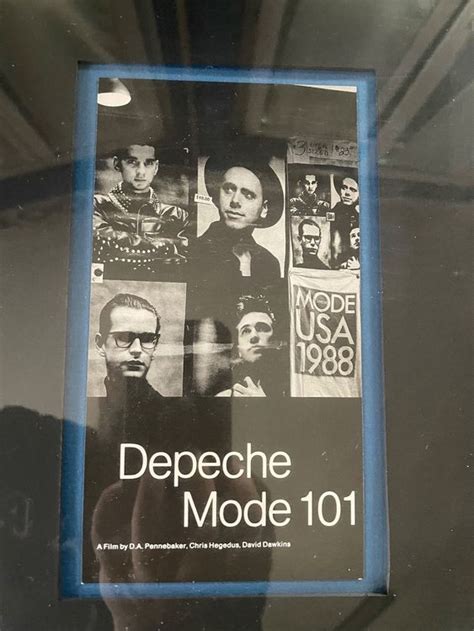 MODE
USA
1988
Depeche
Mode 101
A Film by D.A. Pennebaker, Chris Hegedus, David Dawkins